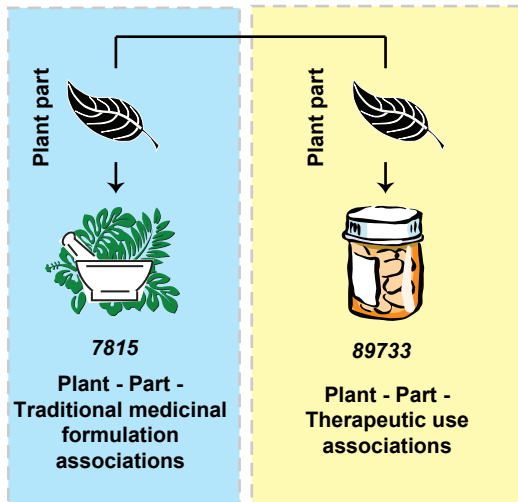 Plant part
7815
Plant - Part -
Traditional medicinal
formulation
associations
Plant part
89733
Plant - Part -
Therapeutic use
associations